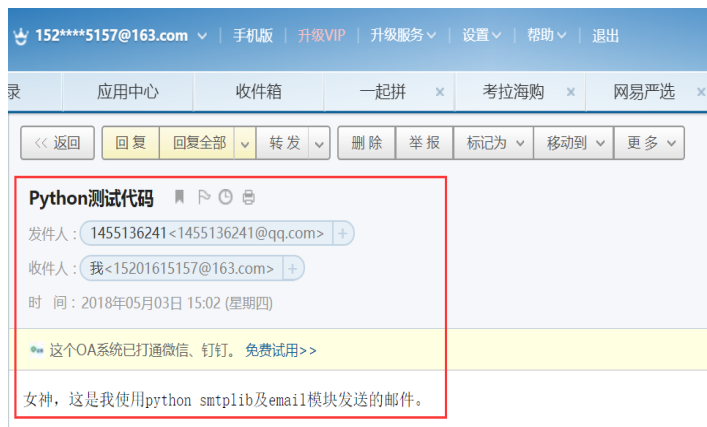 152****5157@163.com 手机版 升级VIP 升级服务 设置 帮助 退出
录 应用中心 收件箱 一起拼 × 考拉海购 × 网易严选 ×
<< 返回 回复 回复全部 转发 删除 举报 标记为 移动到 更多
Python测试代码
发件人：1455136241<1455136241@qq.com> +
收件人：我<15201615157@163.com> +
时 间：2018年05月03日 15:02 (星期四)
这个OA系统已打通微信、钉钉。 免费试用>>
女神，这是我使用python smtplib及email模块发送的邮件。